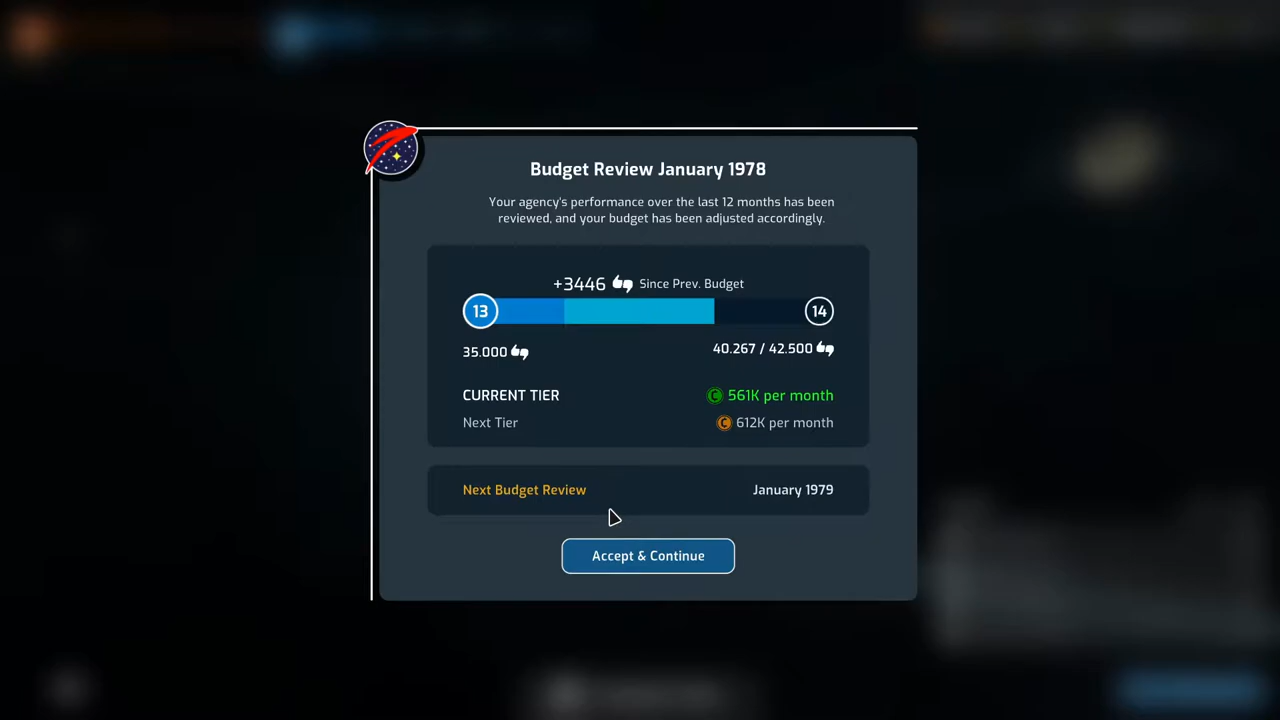 Budget Review January 1978
Your agency's performance over the last 12 months has been
reviewed, and your budget has been adjusted accordingly.
+3446 Since Prev. Budget
13 14
35.000 40.267 / 42.500
CURRENT TIER 561K per month
Next Tier 612K per month
Next Budget Review January 1979
Accept & Continue